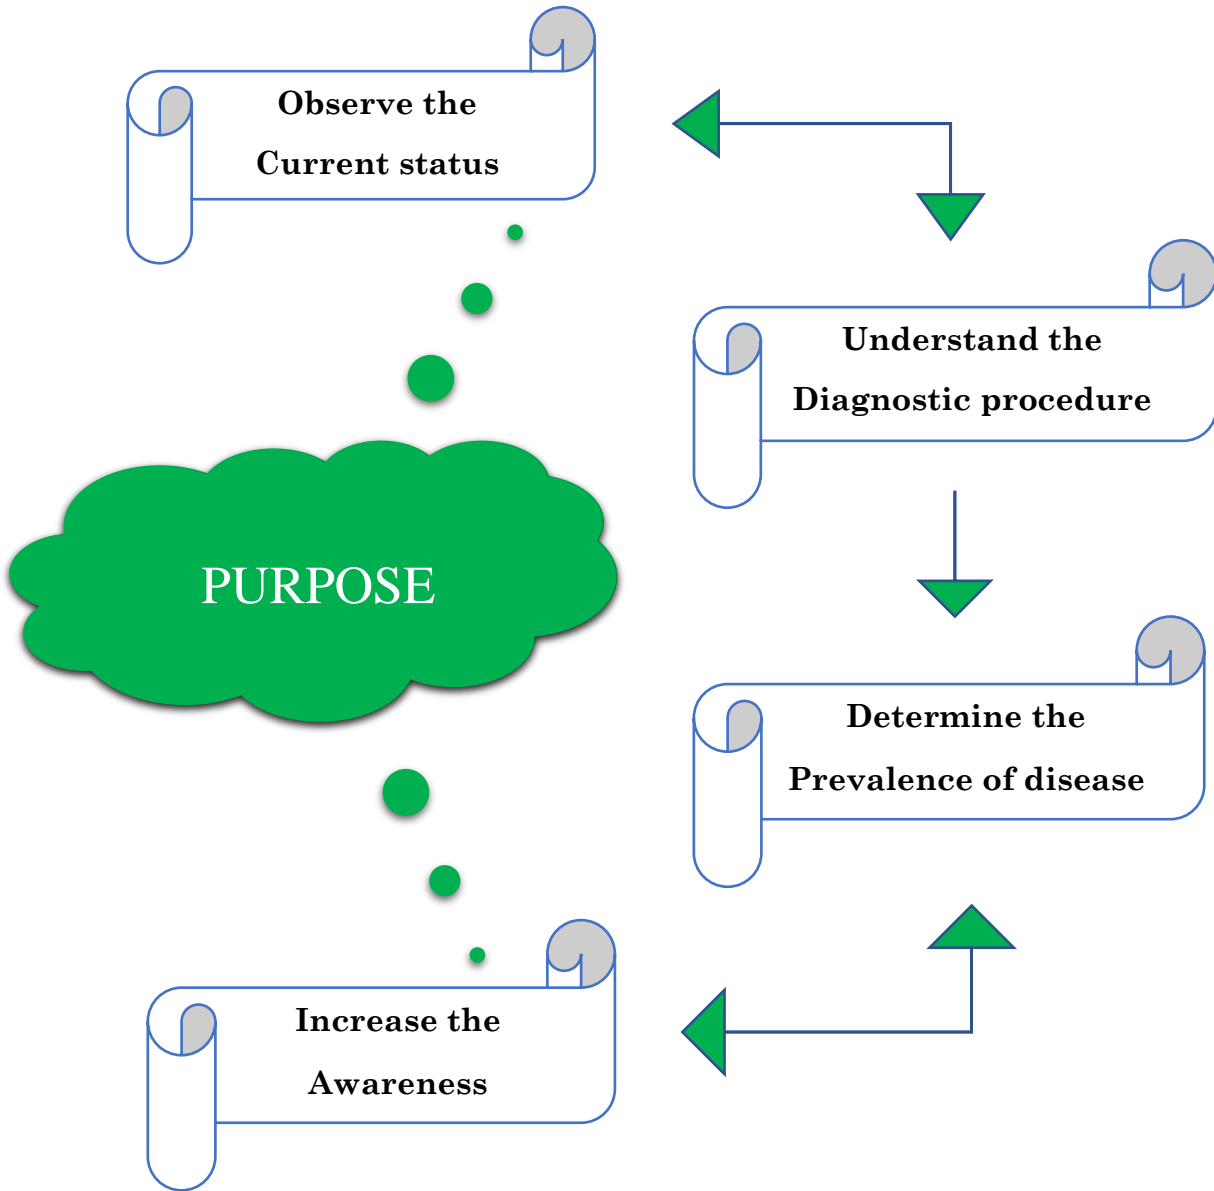 Observe the
Current status
Understand the
Diagnostic procedure
PURPOSE
Determine the
Prevalence of disease
Increase the
Awareness